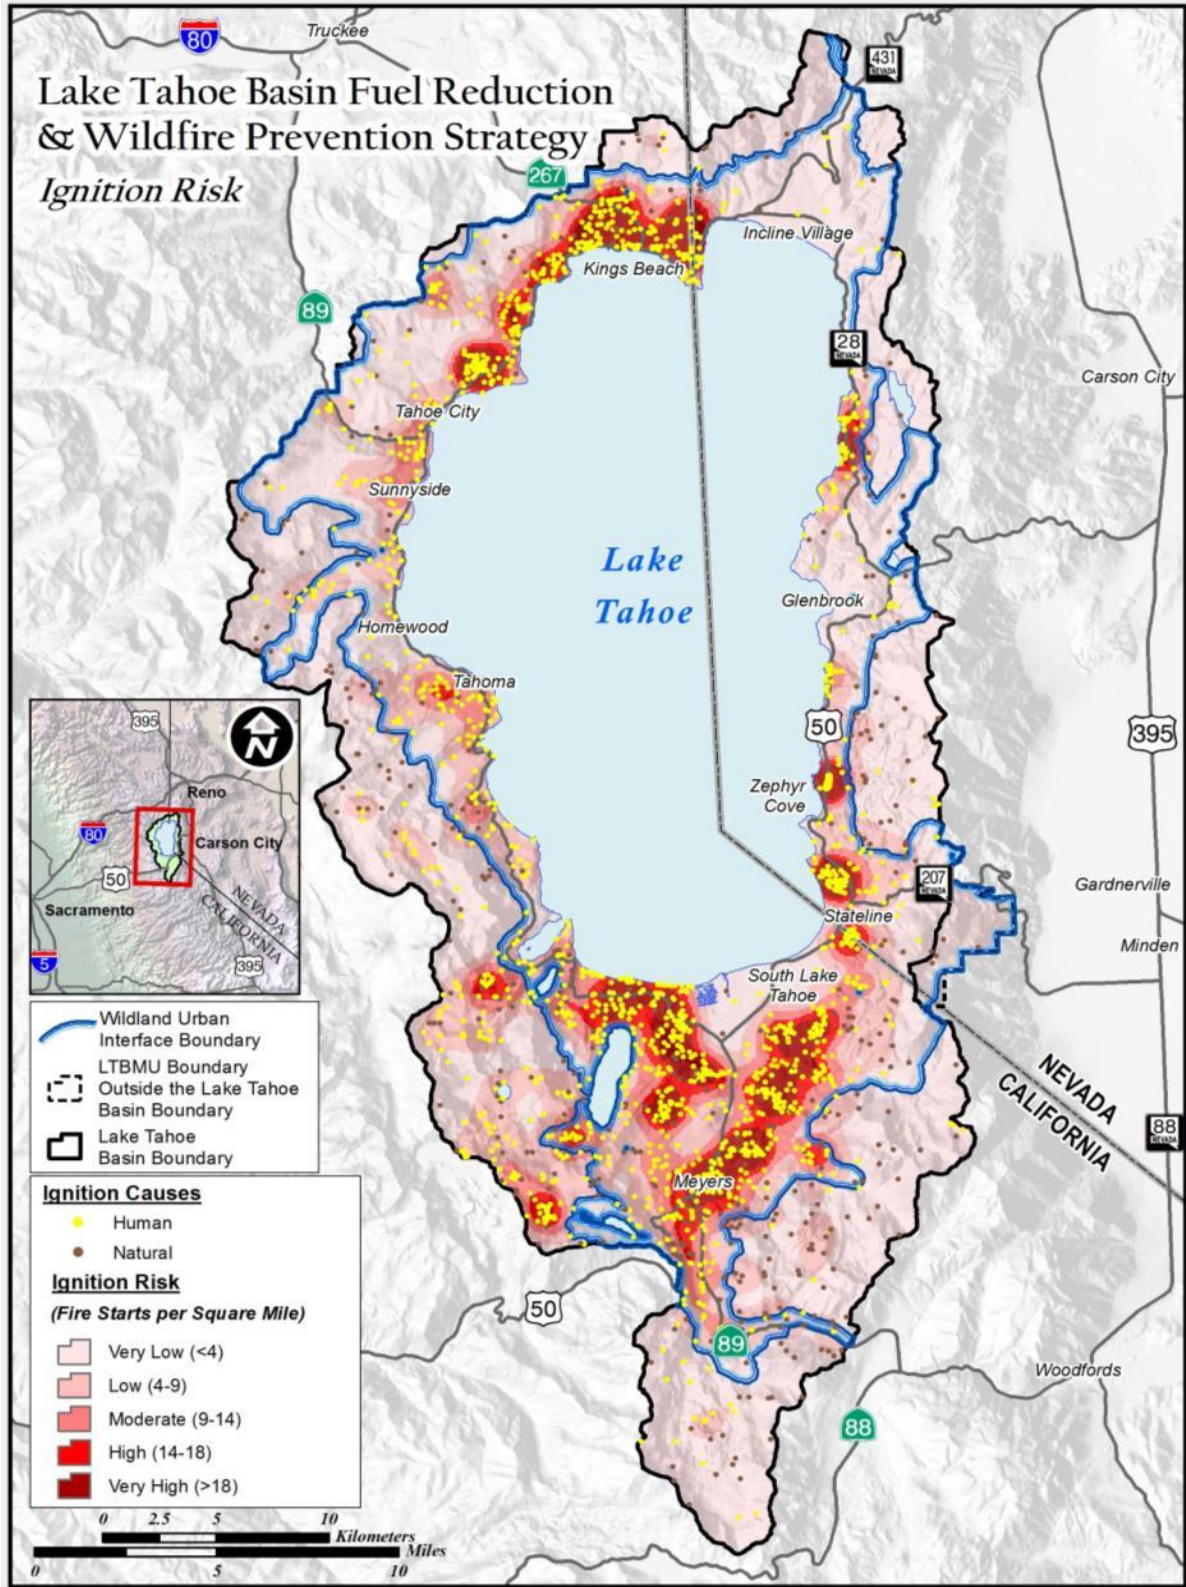 80
Truckee
431
NEVADA
Lake Tahoe Basin Fuel Reduction
& Wildfire Prevention Strategy
Ignition Risk
267
Incline Village
Kings Beach
89
28
NEVADA
Carson City
Tahoe City
Sunnyside
Lake
Tahoe
Glenbrook
Homewood
Tahoma
50
395
Zephyr
Cove
207
NEVADA
Gardnerville
Stateline
Minden
South Lake
Tahoe
NEVADA
CALIFORNIA
88
NEVADA
Meyers
50
89
Woodfords
88
395
N
Reno
80
Carson City
50
Sacramento
NEVADA
CALIFORNIA
5
395
Wildland Urban
Interface Boundary
LTBMU Boundary
Outside the Lake Tahoe
Basin Boundary
Lake Tahoe
Basin Boundary
Ignition Causes
Human
Natural
Ignition Risk
(Fire Starts per Square Mile)
Very Low (<4)
Low (4-9)
Moderate (9-14)
High (14-18)
Very High (>18)
0 2.5 5 10
Kilometers
Miles
0 5 10